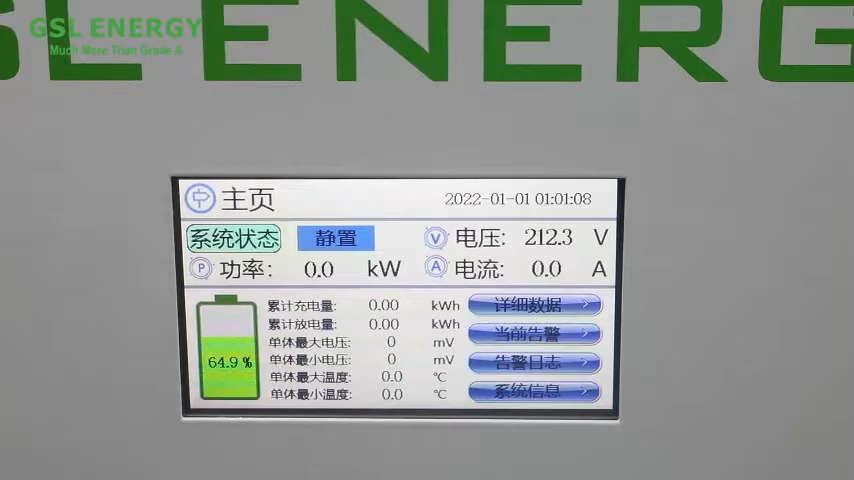 GSL ENERGY
Much More Than Grade A
SL ENERG
主页 2022-01-01 01:01:08
系统状态 静置 V 电压: 212.3 V
P 功率: 0.0 kW A 电流: 0.0 A
64.9 %
累计充电量: 0.00 kWh
累计放电量: 0.00 kWh
单体最大电压: 0 mV
单体最小电压: 0 mV
单体最大温度: 0.0 ℃
单体最小温度: 0.0 ℃
详细数据
当前告警
告警日志
系统信息